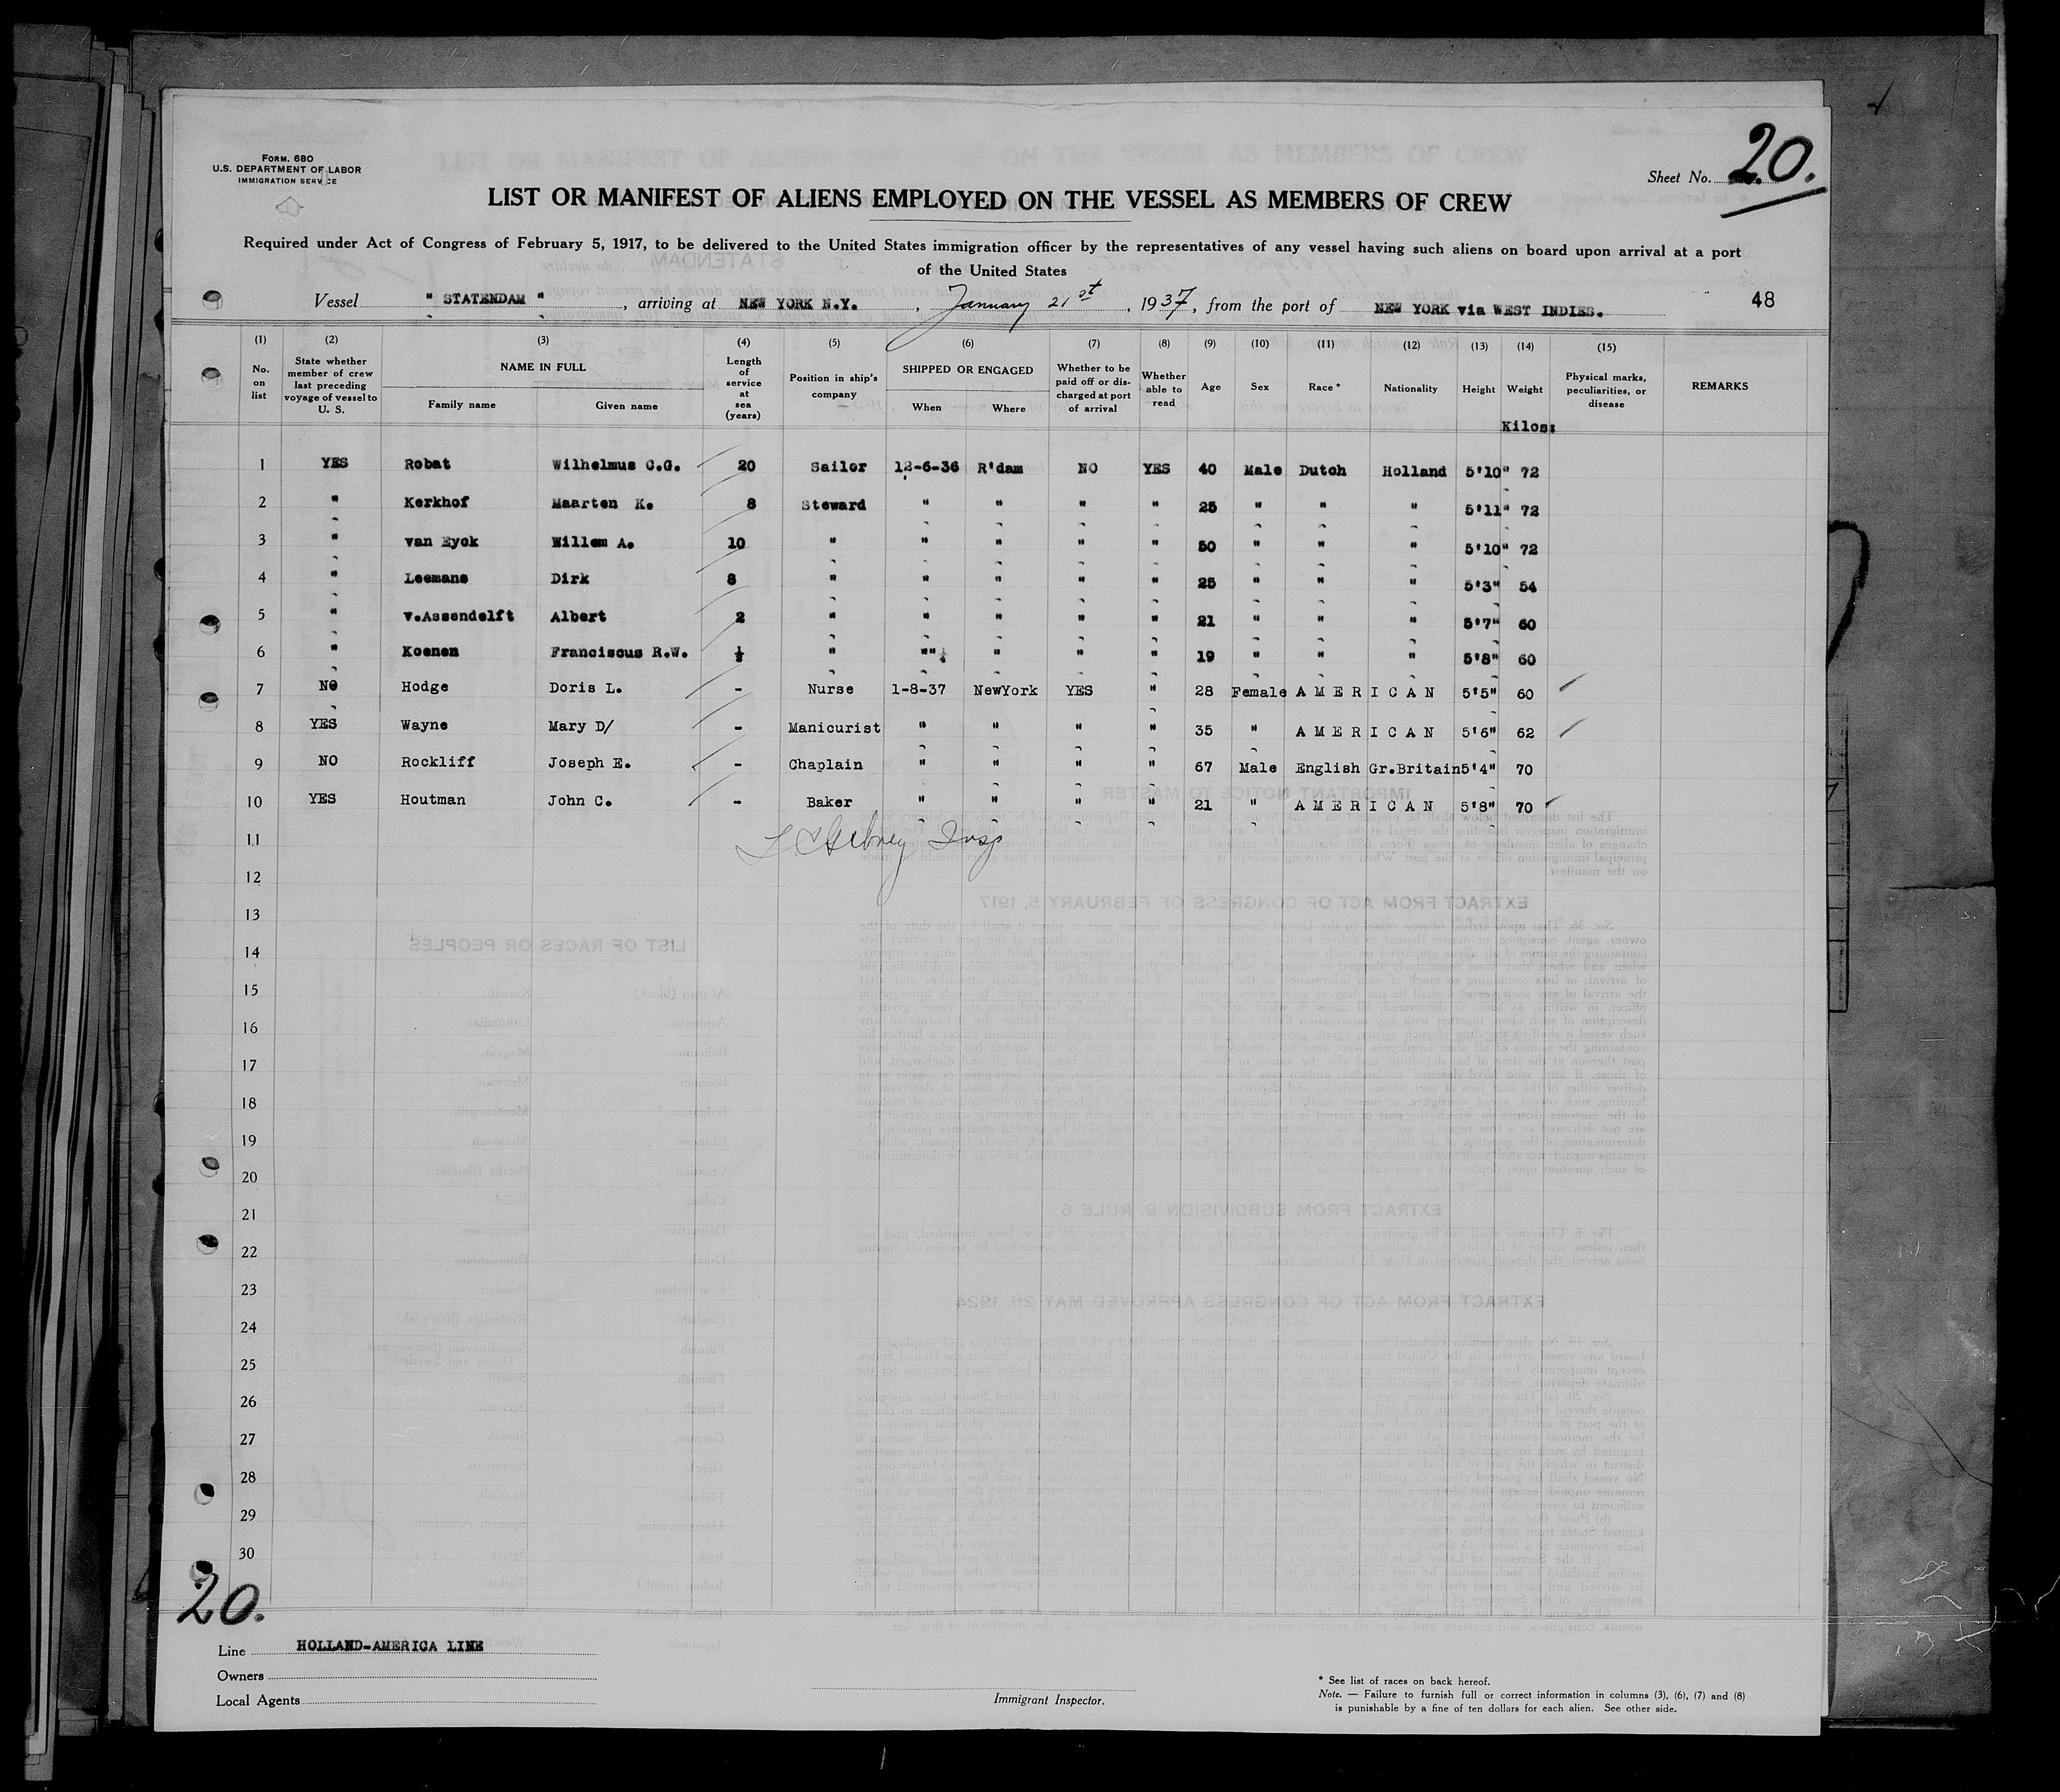 FORM. 680
U.S. DEPARTMENT OF LABOR
IMMIGRATION SERVICE
Sheet No. 20.
LIST OR MANIFEST OF ALIENS EMPLOYED ON THE VESSEL AS MEMBERS OF CREW
Required under Act of Congress of February 5, 1917, to be delivered to the United States immigration officer by the representatives of any vessel having such aliens on board upon arrival at a port
of the United States
Vessel " STATENDAM ", arriving at NEW YORK N.Y., January 21st, 1937, from the port of NEW YORK via WEST INDIES. 48
(1) No. on list
(2) State whether member of crew last preceding voyage of vessel to U. S.
(3) NAME IN FULL Family name Given name
(4) Length of service at sea (years)
(5) Position in ship's company
(6) SHIPPED OR ENGAGED When Where
(7) Whether to be paid off or discharged at port of arrival
(8) Whether able to read
(9) Age
(10) Sex
(11) Race *
(12) Nationality
(13) Height
(14) Weight Kilos:
(15) Physical marks, peculiarities, or disease
REMARKS
1 YES Robat Wilhelmus C.G. 20 Sailor 12-6-36 R'dam NO YES 40 Male Dutch Holland 5'10" 72
2 " Kerkhof Maarten K. 8 Steward " " " " 25 " " " 5'11" 72
3 " van Eyck Willem A. 10 " " " " " 50 " " " 5'10" 72
4 " Leemans Dirk 8 " " " " " 25 " " " 5'3" 54
5 " v.Assendelft Albert 2 " " " " " 21 " " " 5'7" 60
6 " Koenen Franciscus R.W. ½ " " " " " " 19 " " " 5'8" 60
7 NO Hodge Doris L. - Nurse 1-8-37 NewYork YES " 28 Female AMERICAN 5'5" 60
8 YES Wayne Mary D/ - Manicurist " " " " 35 " AMERICAN 5'6" 62
9 NO Rockliff Joseph E. - Chaplain " " " " 67 Male English Gr.Britain 5'4" 70
10 YES Houtman John C. - Baker " " " " 21 " AMERICAN 5'8" 70
11
Insp
12
13
14
15
16
17
18
19
20
21
22
23
24
25
26
27
28
29
30
20.
Line HOLLAND-AMERICA LINE
Owners
Local Agents
Immigrant Inspector.
* See list of races on back hereof.
Note. — Failure to furnish full or correct information in columns (3), (6), (7) and (8)
is punishable by a fine of ten dollars for each alien. See other side.